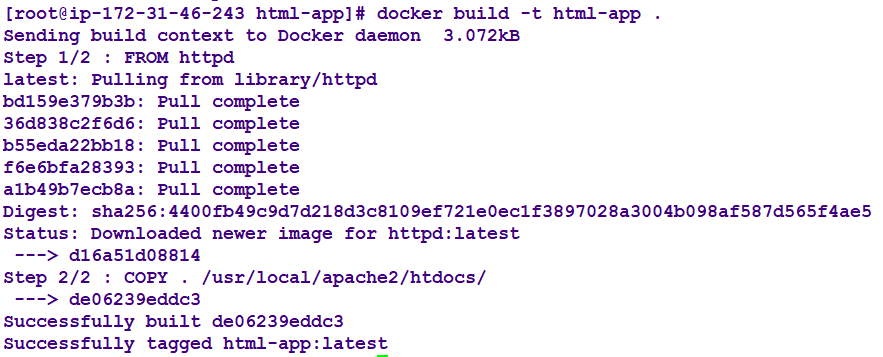 [root@ip-172-31-46-243 html-app]# docker build -t html-app .
Sending build context to Docker daemon  3.072kB
Step 1/2 : FROM httpd
latest: Pulling from library/httpd
bd159e379b3b: Pull complete
36d838c2f6d6: Pull complete
b55eda22bb18: Pull complete
f6e6bfa28393: Pull complete
a1b49b7ecb8a: Pull complete
Digest: sha256:4400fb49c9d7d218d3c8109ef721e0ec1f3897028a3004b098af587d565f4ae5
Status: Downloaded newer image for httpd:latest
 ---> d16a51d08814
Step 2/2 : COPY . /usr/local/apache2/htdocs/
 ---> de06239eddc3
Successfully built de06239eddc3
Successfully tagged html-app:latest